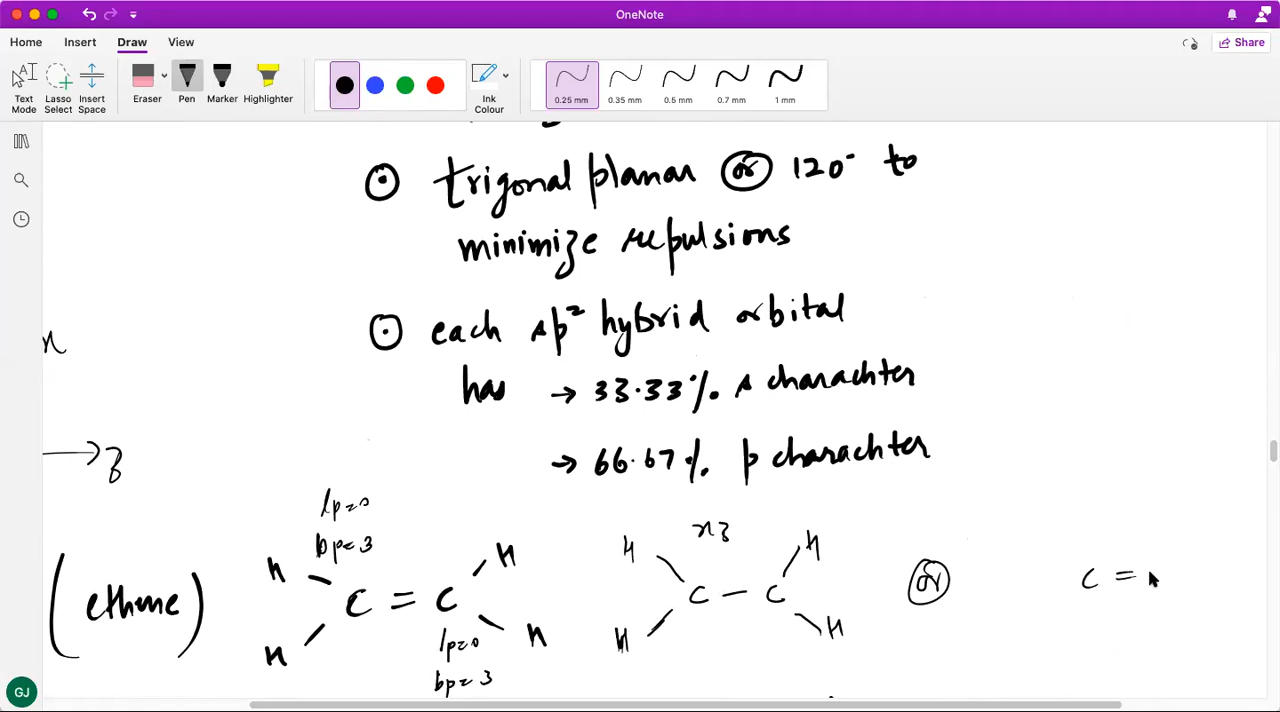 OneNote
Home Insert Draw View
Share
Text Mode
Lasso Select
Insert Space
Eraser
Pen
Marker
Highlighter
0.25 mm
0.35 mm
0.5 mm
0.7 mm
1 mm
Ink Colour
trigonal planar or 120° to
minimize repulsions
each sp² hybrid orbital
has → 33.33% s charachter
→ 66.67% p charachter
x
→ z
(ethene)
lp=0
bp=3
H H
C = C
H H
lp=0
bp=3
xz
H H
C - C
H H
or
C =
GJ